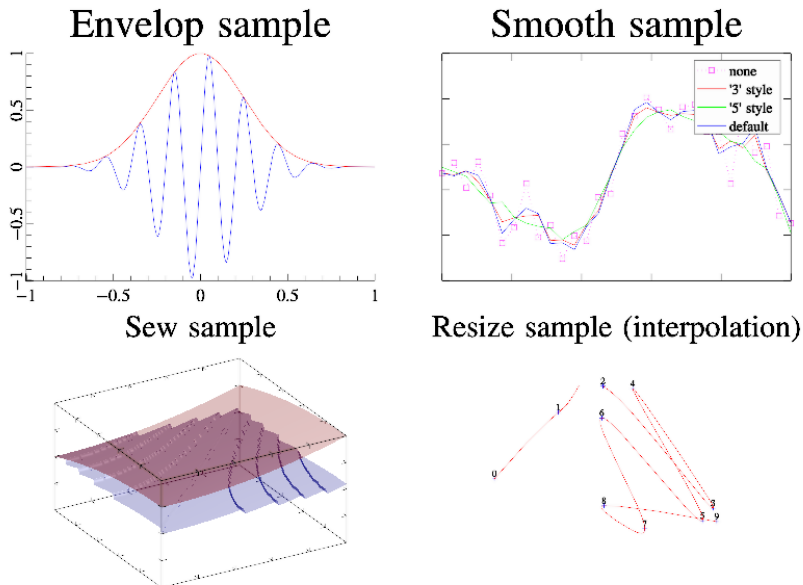 Envelop sample
Smooth sample
1
0.5
0
−0.5
−1
−1
−0.5
0
0.5
1
none
'3' style
'5' style
default
Sew sample
Resize sample (interpolation)
0
1
2
4
6
8
7
3
5
9